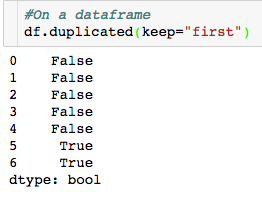 #On a dataframe
df.duplicated(keep="first")
0    False
1    False
2    False
3    False
4    False
5     True
6     True
dtype: bool